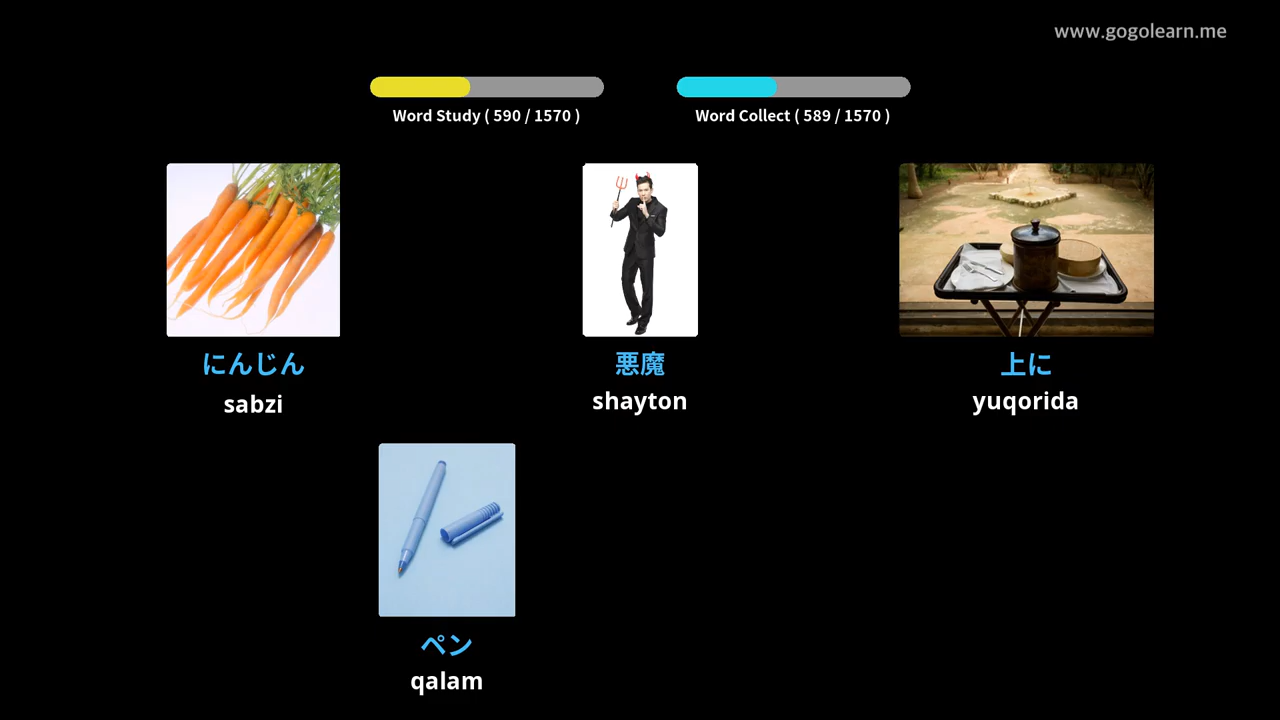 www.gogolearn.me
Word Study ( 590 / 1570 )
Word Collect ( 589 / 1570 )
にんじん
sabzi
悪魔
shayton
上に
yuqorida
ペン
qalam